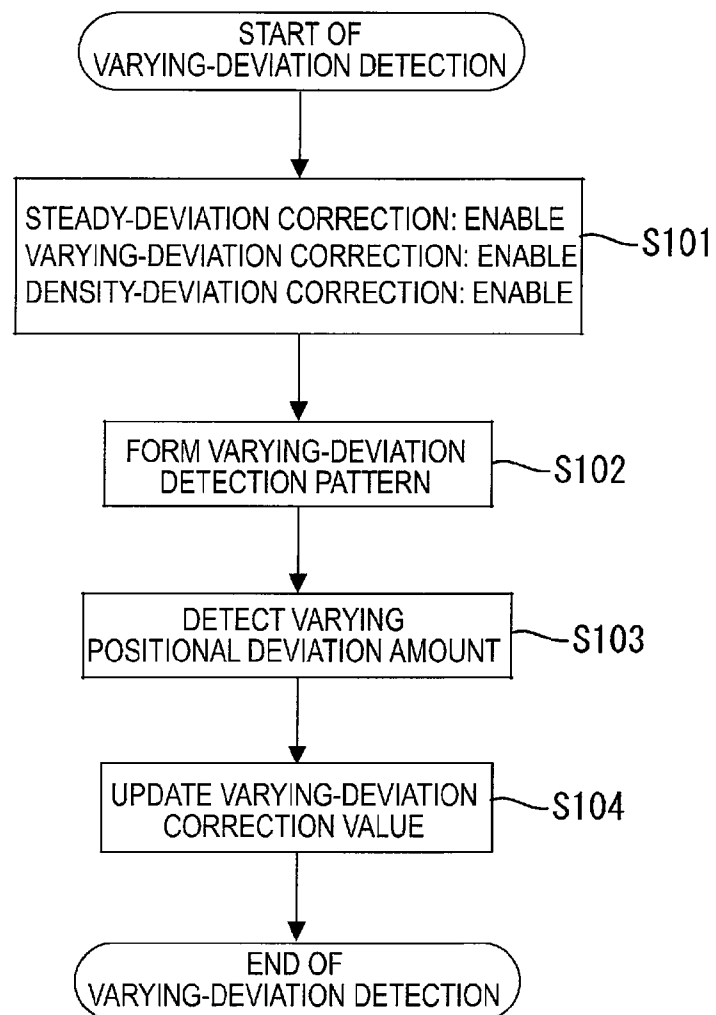 START OF
VARYING-DEVIATION DETECTION
STEADY-DEVIATION CORRECTION: ENABLE
VARYING-DEVIATION CORRECTION: ENABLE
DENSITY-DEVIATION CORRECTION: ENABLE
S101
FORM VARYING-DEVIATION
DETECTION PATTERN
S102
DETECT VARYING
POSITIONAL DEVIATION AMOUNT
S103
UPDATE VARYING-DEVIATION
CORRECTION VALUE
S104
END OF
VARYING-DEVIATION DETECTION